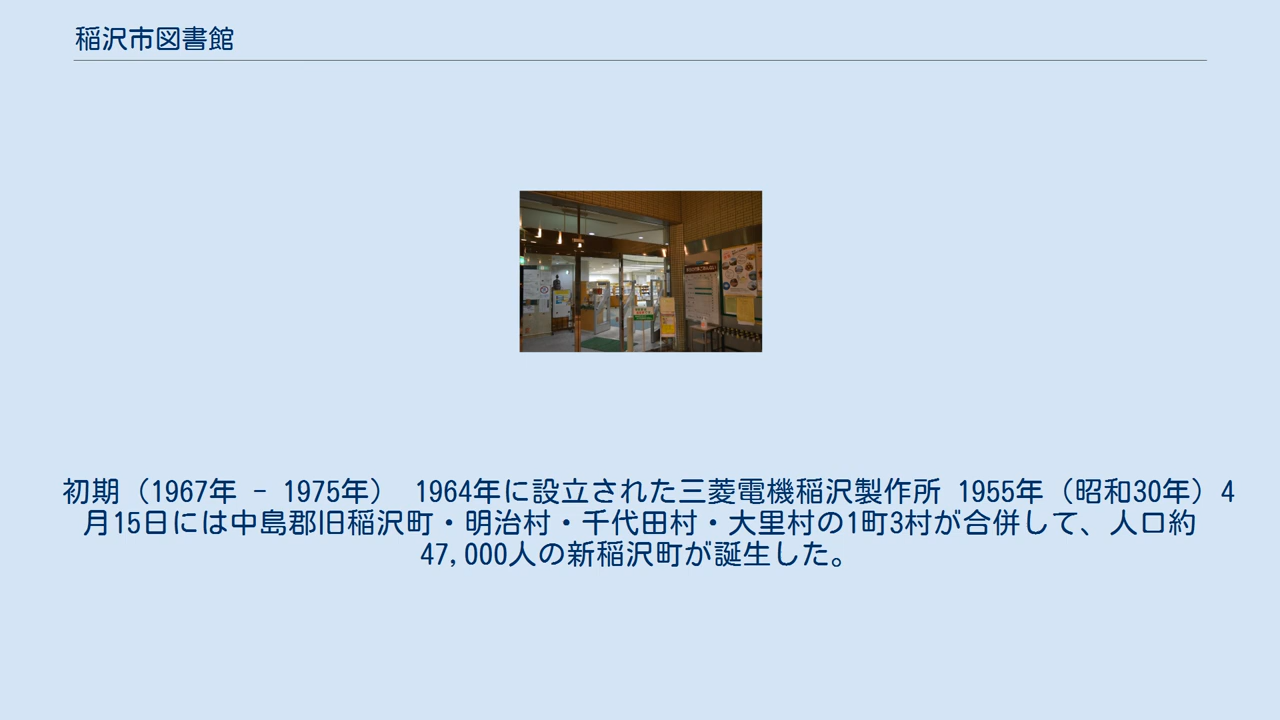 稲沢市図書館
初期（1967年 - 1975年） 1964年に設立された三菱電機稲沢製作所 1955年（昭和30年）4
月15日には中島郡旧稲沢町・明治村・千代田村・大里村の1町3村が合併して、人口約
47,000人の新稲沢町が誕生した。